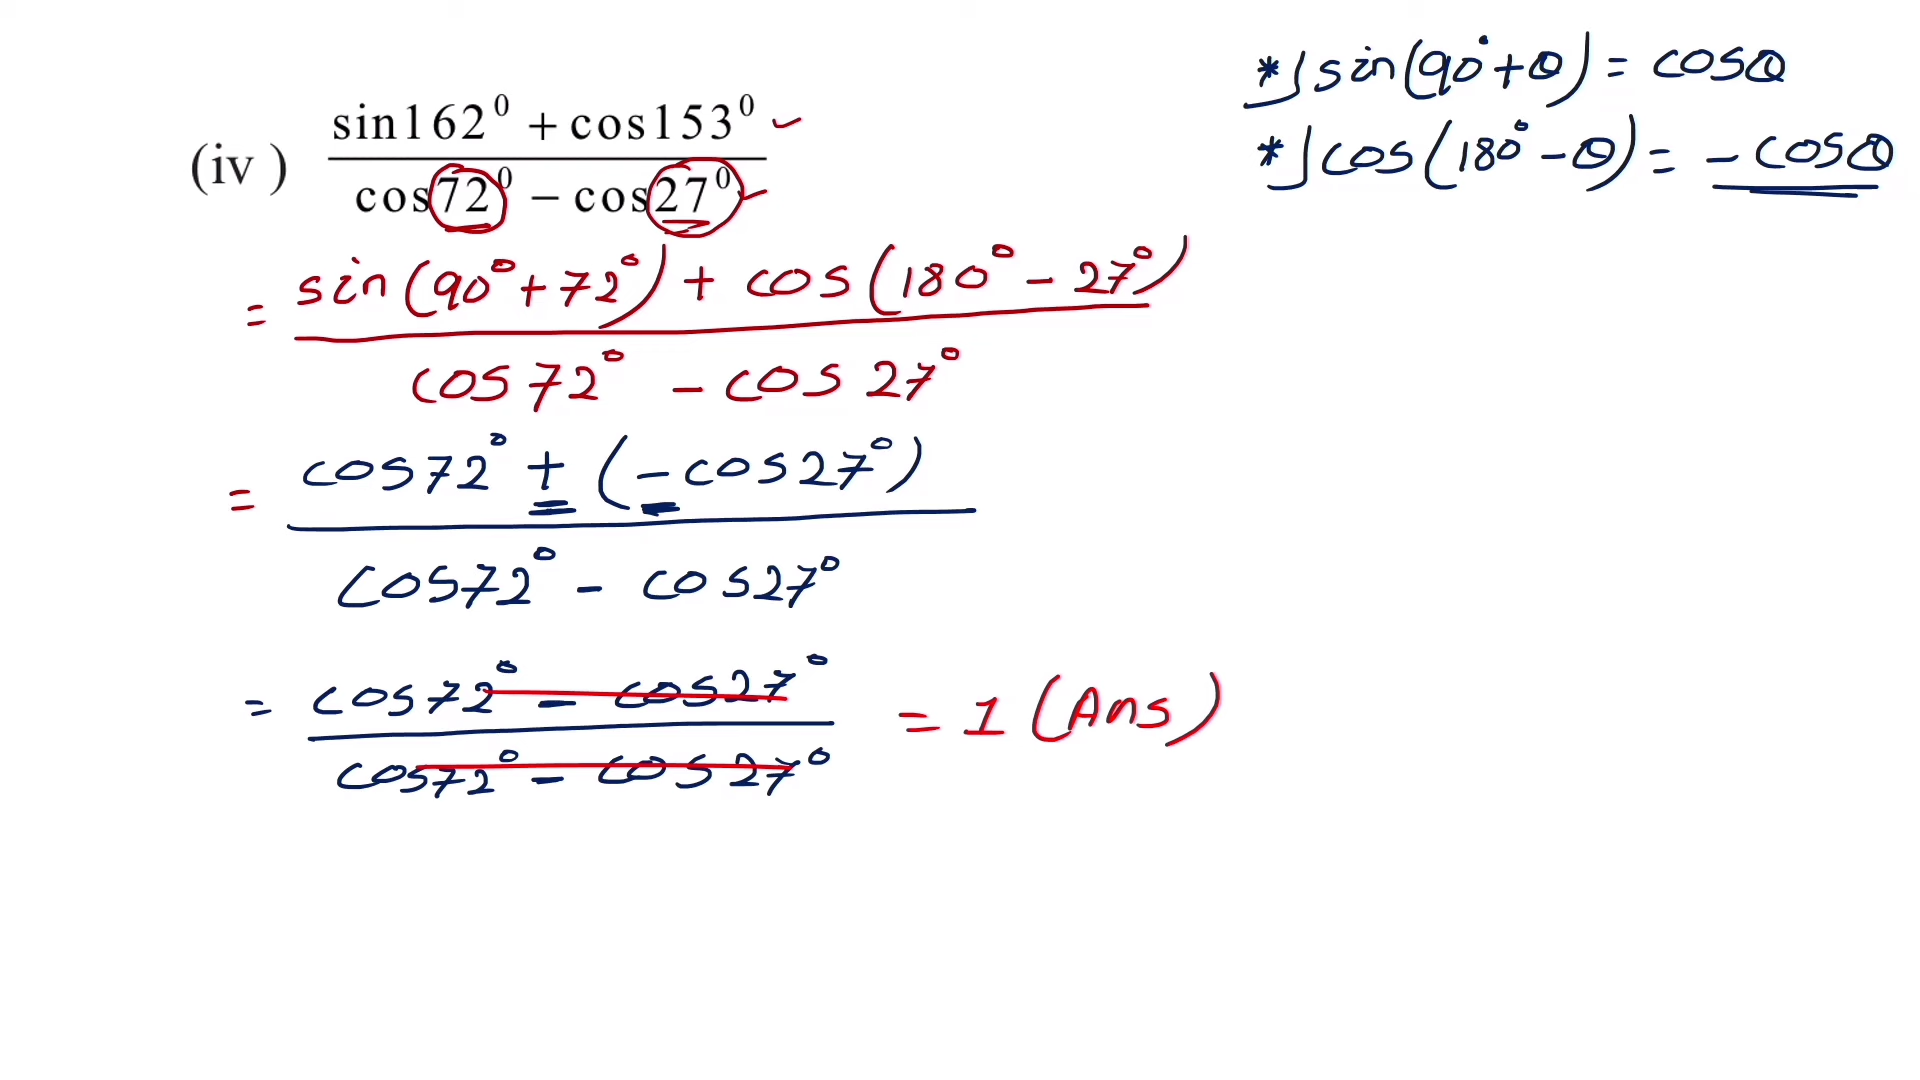 *] sin(90°+θ) = cosθ
*] cos(180°-θ) = -cosθ
(iv) (sin162⁰ + cos153⁰) / (cos72⁰ - cos27⁰)
= (sin(90°+72°) + cos(180°-27°)) / (cos72° - cos27°)
= (cos72° + (-cos27°)) / (cos72° - cos27°)
= (cos72° - cos27°) / (cos72° - cos27°) = 1 (Ans)